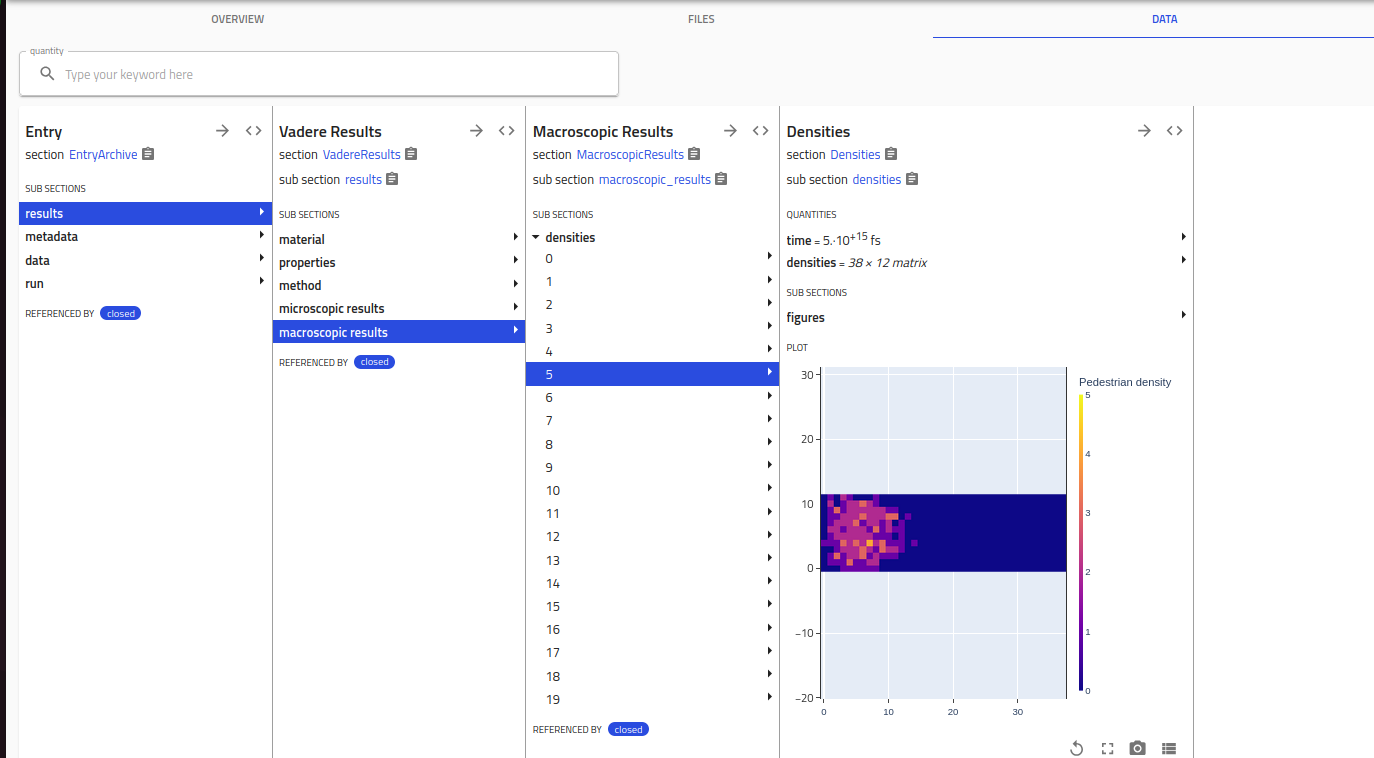 OVERVIEW FILES DATA
quantity
Type your keyword here
Entry
section EntryArchive
SUB SECTIONS
results
metadata
data
run
REFERENCED BY closed
Vadere Results
section VadereResults
sub section results
SUB SECTIONS
material
properties
method
microscopic results
macroscopic results
REFERENCED BY closed
Macroscopic Results
section MacroscopicResults
sub section macroscopic_results
SUB SECTIONS
densities
0
1
2
3
4
5
6
7
8
9
10
11
12
13
14
15
16
17
18
19
REFERENCED BY closed
Densities
section Densities
sub section densities
QUANTITIES
time = 5.·10+15 fs
densities = 38 × 12 matrix
SUB SECTIONS
figures
PLOT
Pedestrian density
30
20
10
0
−10
−20
0 10 20 30
5
4
3
2
1
0